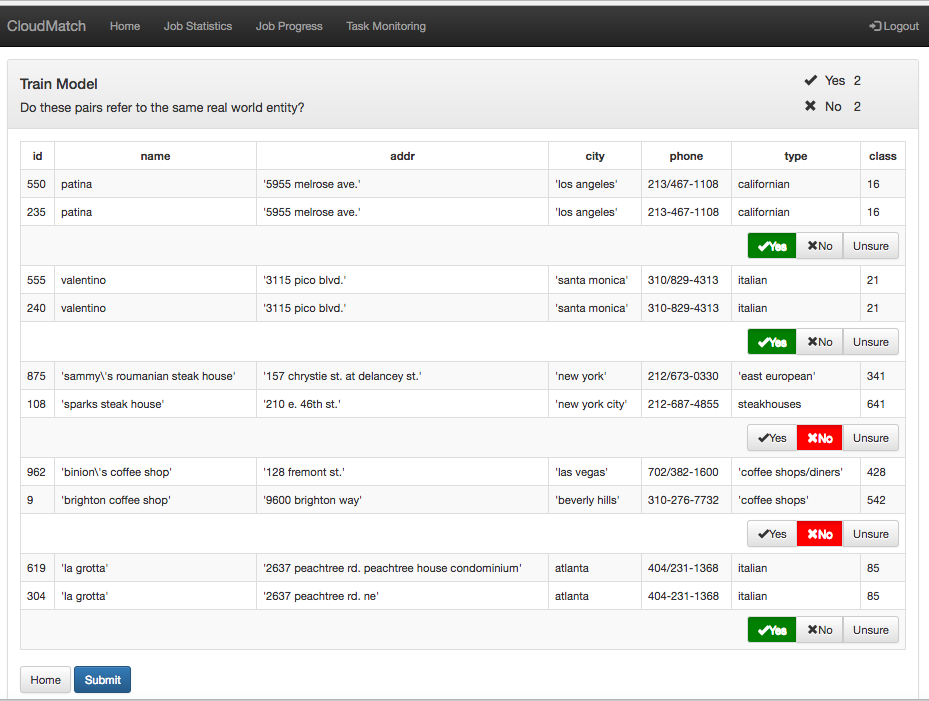 CloudMatch Home Job Statistics Job Progress Task Monitoring Logout
Train Model
Yes 2
Do these pairs refer to the same real world entity?
No 2
id name addr city phone type class
550 patina '5955 melrose ave.' 'los angeles' 213/467-1108 californian 16
235 patina '5955 melrose ave.' 'los angeles' 213-467-1108 californian 16
Yes No Unsure
555 valentino '3115 pico blvd.' 'santa monica' 310/829-4313 italian 21
240 valentino '3115 pico blvd.' 'santa monica' 310-829-4313 italian 21
Yes No Unsure
875 'sammy\'s roumanian steak house' '157 chrystie st. at delancey st.' 'new york' 212/673-0330 'east european' 341
108 'sparks steak house' '210 e. 46th st.' 'new york city' 212-687-4855 steakhouses 641
Yes No Unsure
962 'binion\'s coffee shop' '128 fremont st.' 'las vegas' 702/382-1600 'coffee shops/diners' 428
9 'brighton coffee shop' '9600 brighton way' 'beverly hills' 310-276-7732 'coffee shops' 542
Yes No Unsure
619 'la grotta' '2637 peachtree rd. peachtree house condominium' atlanta 404/231-1368 italian 85
304 'la grotta' '2637 peachtree rd. ne' atlanta 404-231-1368 italian 85
Yes No Unsure
Home Submit